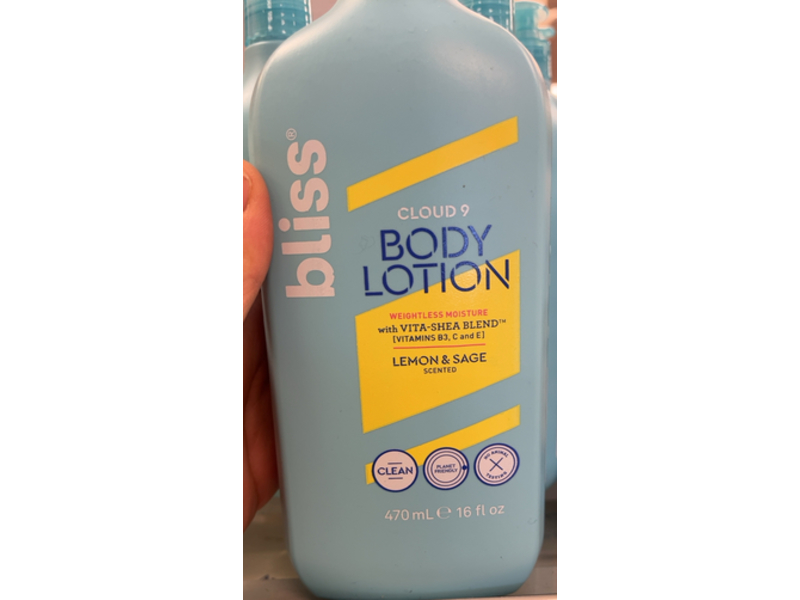 bliss®
CLOUD 9
BODY
LOTION
WEIGHTLESS MOISTURE
with VITA-SHEA BLEND™
[VITAMINS B3, C and E]
LEMON & SAGE
SCENTED
CLEAN
PLANET
FRIENDLY
NO ANIMAL
TESTING
470 mL ℮ 16 fl oz